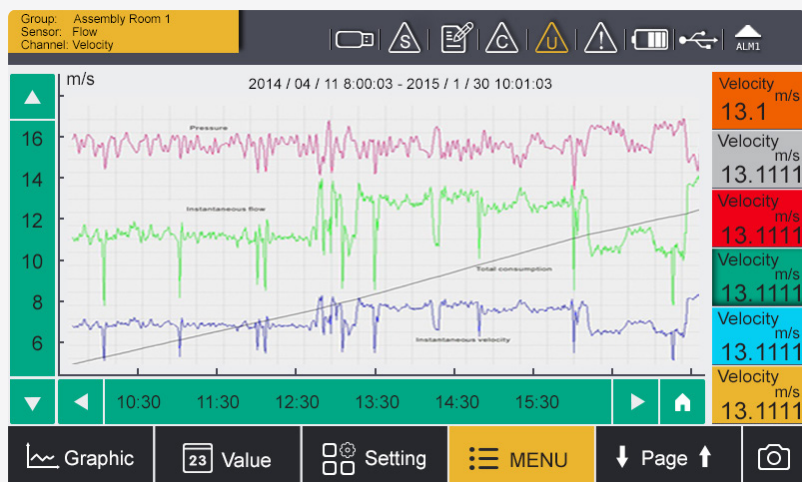 Group: Assembly Room 1
Sensor: Flow
Channel: Velocity
S
C
U
ALM1
m/s
2014 / 04 / 11 8:00:03 - 2015 / 1 / 30 10:01:03
16
14
12
10
8
6
Pressure
Instantaneous flow
Total consumption
Instantaneous velocity
Velocity
m/s
13.1
Velocity
m/s
13.1111
Velocity
m/s
13.1111
Velocity
m/s
13.1111
Velocity
m/s
13.1111
Velocity
m/s
13.1111
10:30 11:30 12:30 13:30 14:30 15:30
Graphic
23 Value
Setting
MENU
Page